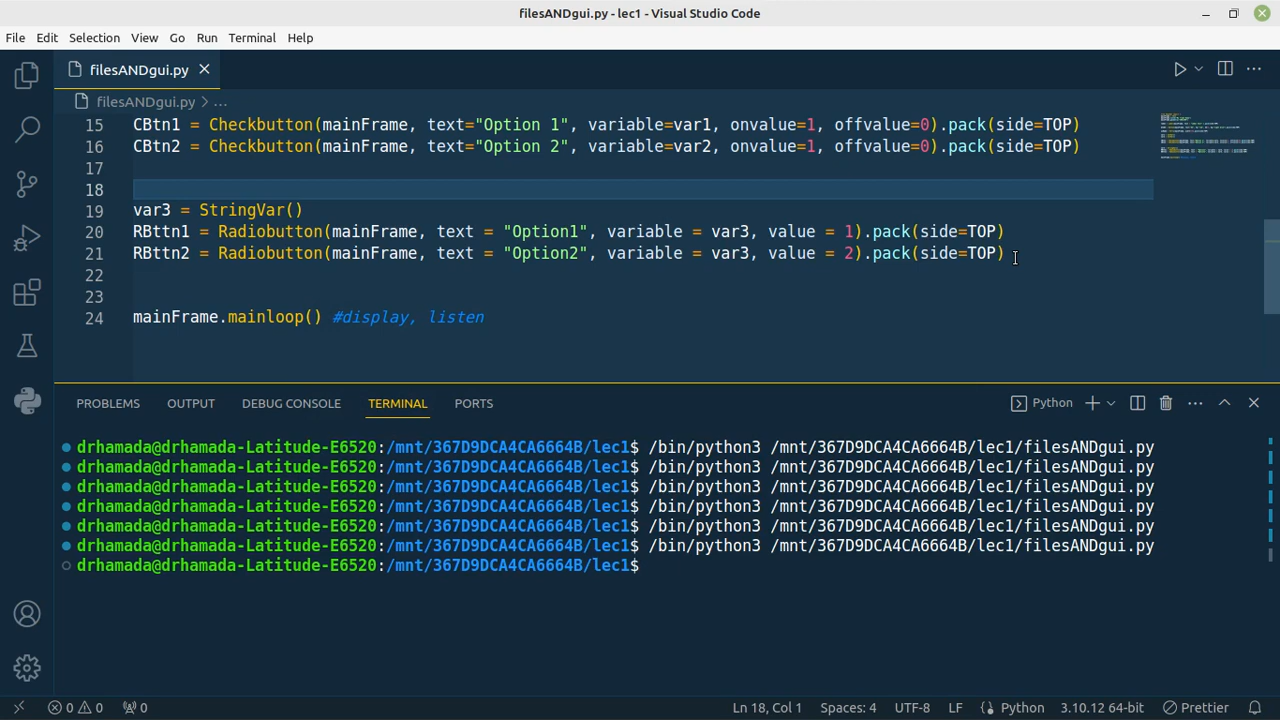 filesANDgui.py - lec1 - Visual Studio Code
File Edit Selection View Go Run Terminal Help
filesANDgui.py
filesANDgui.py > ...
15 CBtn1 = Checkbutton(mainFrame, text="Option 1", variable=var1, onvalue=1, offvalue=0).pack(side=TOP)
16 CBtn2 = Checkbutton(mainFrame, text="Option 2", variable=var2, onvalue=1, offvalue=0).pack(side=TOP)
17
18
19 var3 = StringVar()
20 RBttn1 = Radiobutton(mainFrame, text = "Option1", variable = var3, value = 1).pack(side=TOP)
21 RBttn2 = Radiobutton(mainFrame, text = "Option2", variable = var3, value = 2).pack(side=TOP)
22
23
24 mainFrame.mainloop() #display, listen
PROBLEMS OUTPUT DEBUG CONSOLE TERMINAL PORTS Python
drhamada@drhamada-Latitude-E6520:/mnt/367D9DCA4CA6664B/lec1$ /bin/python3 /mnt/367D9DCA4CA6664B/lec1/filesANDgui.py
drhamada@drhamada-Latitude-E6520:/mnt/367D9DCA4CA6664B/lec1$ /bin/python3 /mnt/367D9DCA4CA6664B/lec1/filesANDgui.py
drhamada@drhamada-Latitude-E6520:/mnt/367D9DCA4CA6664B/lec1$ /bin/python3 /mnt/367D9DCA4CA6664B/lec1/filesANDgui.py
drhamada@drhamada-Latitude-E6520:/mnt/367D9DCA4CA6664B/lec1$ /bin/python3 /mnt/367D9DCA4CA6664B/lec1/filesANDgui.py
drhamada@drhamada-Latitude-E6520:/mnt/367D9DCA4CA6664B/lec1$ /bin/python3 /mnt/367D9DCA4CA6664B/lec1/filesANDgui.py
drhamada@drhamada-Latitude-E6520:/mnt/367D9DCA4CA6664B/lec1$ /bin/python3 /mnt/367D9DCA4CA6664B/lec1/filesANDgui.py
drhamada@drhamada-Latitude-E6520:/mnt/367D9DCA4CA6664B/lec1$
0 0 0 Ln 18, Col 1 Spaces: 4 UTF-8 LF Python 3.10.12 64-bit Prettier